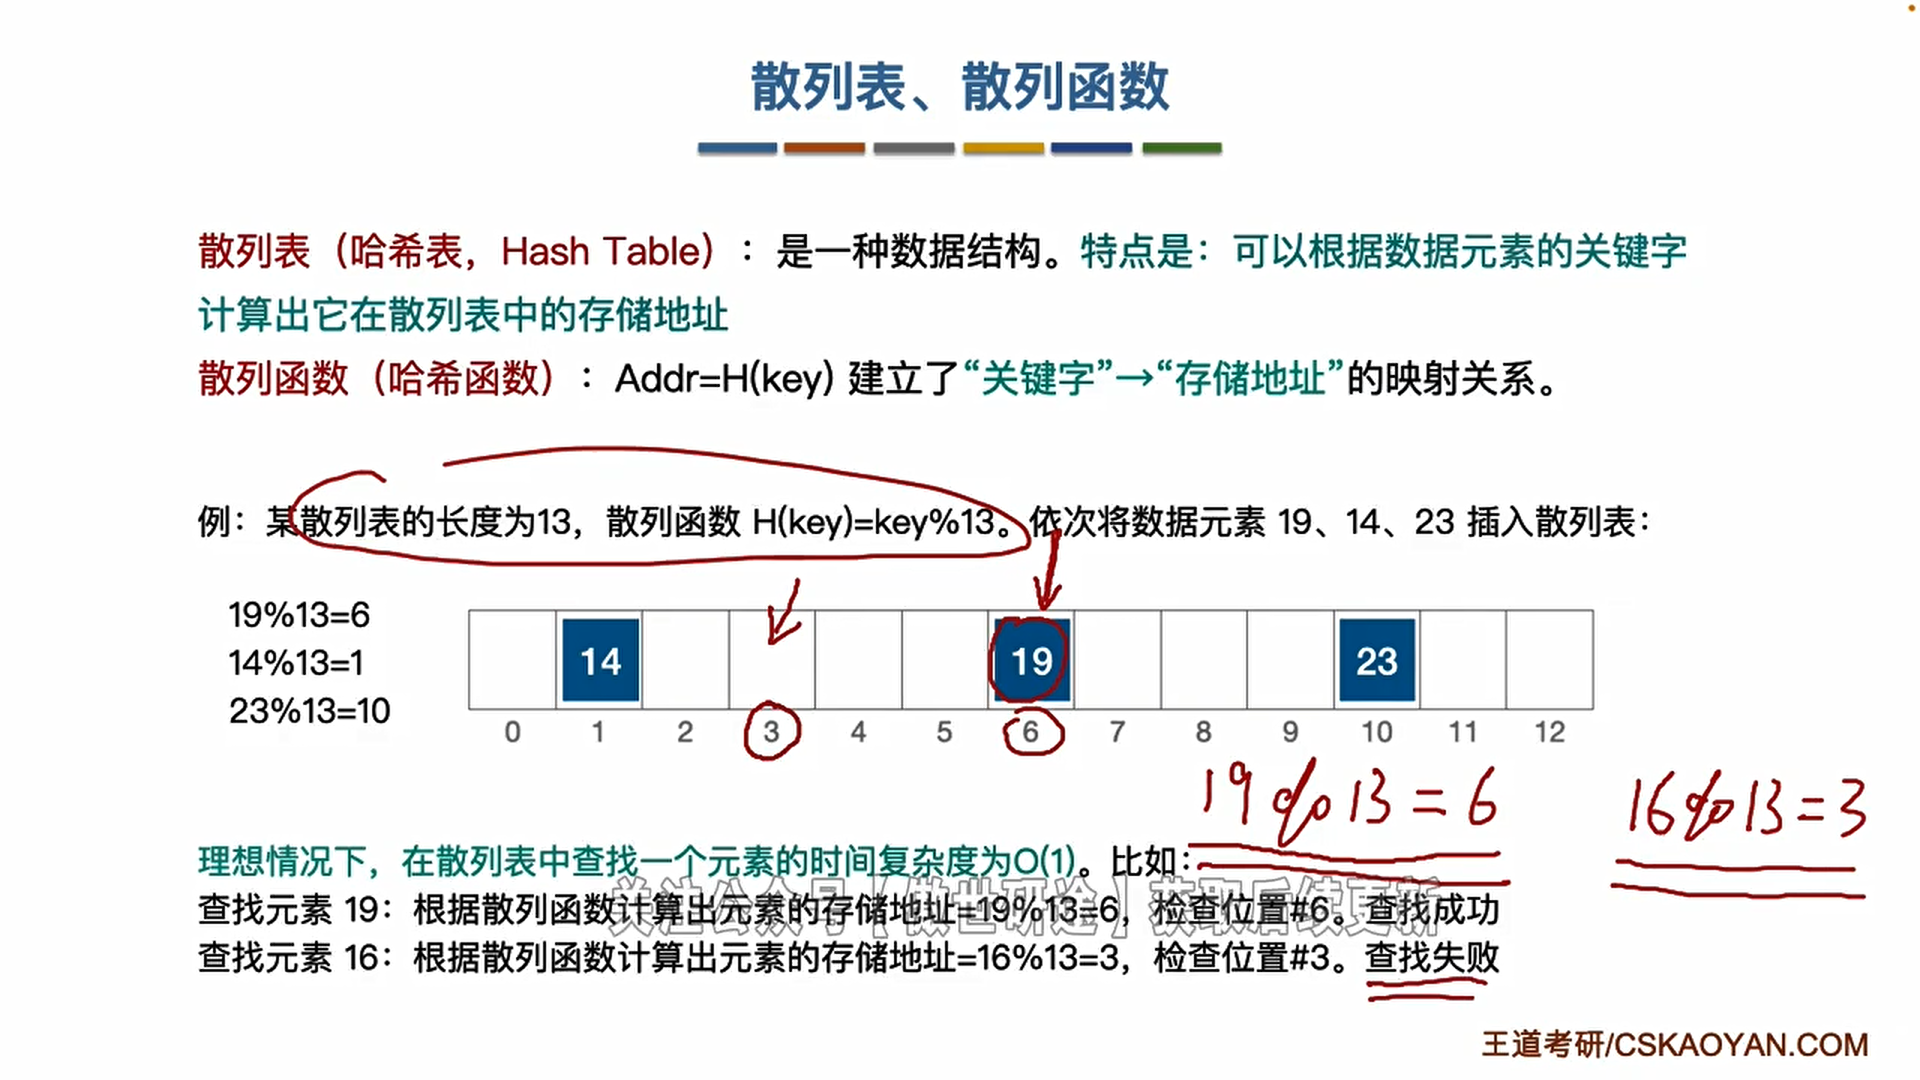 散列表、散列函数
散列表（哈希表，Hash Table）：是一种数据结构。特点是：可以根据数据元素的关键字
计算出它在散列表中的存储地址
散列函数（哈希函数）：Addr=H(key) 建立了“关键字”→“存储地址”的映射关系。
例：某散列表的长度为13，散列函数 H(key)=key%13。依次将数据元素 19、14、23 插入散列表：
19%13=6
14%13=1
23%13=10
14 19 23
0 1 2 3 4 5 6 7 8 9 10 11 12
19%13=6
16%13=3
理想情况下，在散列表中查找一个元素的时间复杂度为O(1)。比如：
关注公众号【傲世研途】获取后续更新
查找元素 19：根据散列函数计算出元素的存储地址=19%13=6，检查位置#6。查找成功
查找元素 16：根据散列函数计算出元素的存储地址=16%13=3，检查位置#3。查找失败
王道考研/CSKAOYAN.COM